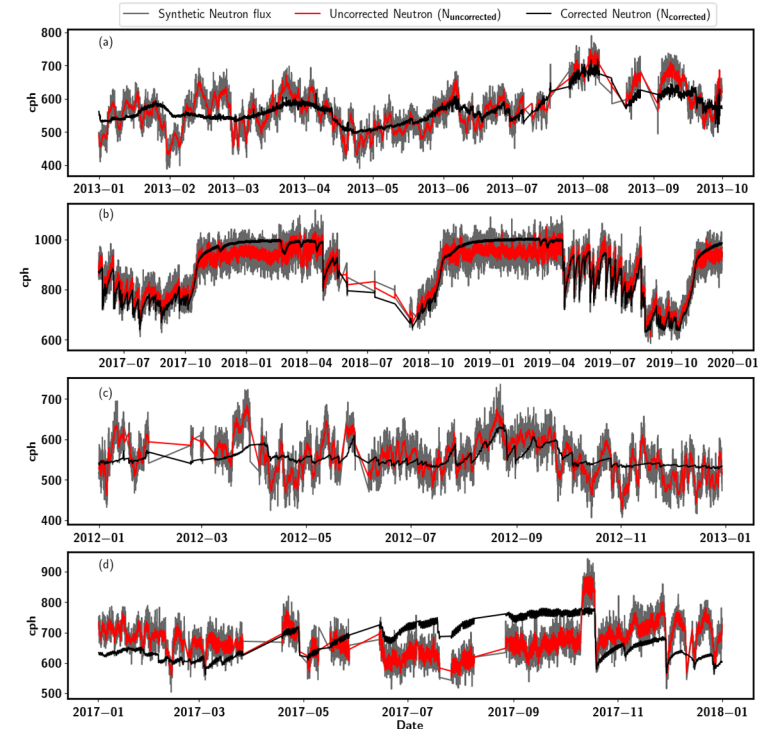 Synthetic Neutron flux Uncorrected Neutron (Nuncorrected) Corrected Neutron (Ncorrected)
(a)
800
700
600
500
400
cph
2013−01 2013−02 2013−03 2013−04 2013−05 2013−06 2013−07 2013−08 2013−09 2013−10
(b)
1000
800
600
cph
2017−07 2017−10 2018−01 2018−04 2018−07 2018−10 2019−01 2019−04 2019−07 2019−10 2020−01
(c)
700
600
500
400
cph
2012−01 2012−03 2012−05 2012−07 2012−09 2012−11 2013−01
(d)
900
800
700
600
500
cph
2017−01 2017−03 2017−05 2017−07 2017−09 2017−11 2018−01
Date